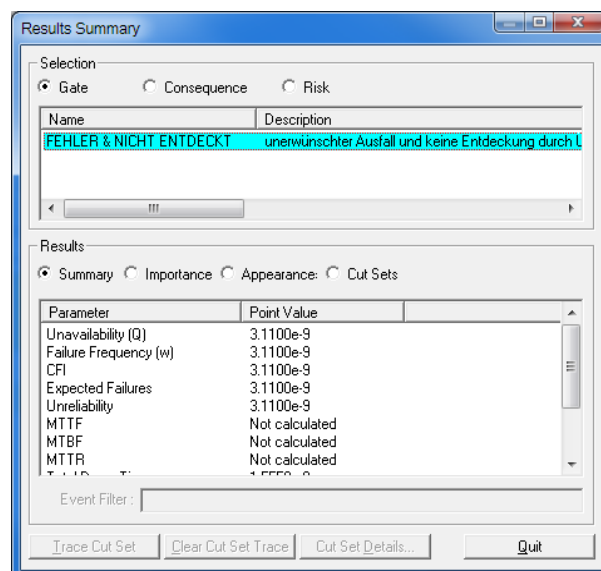 Results Summary
Selection
Gate Consequence Risk
Name Description
FEHLER & NICHT ENTDECKT unerwünschter Ausfall und keine Entdeckung durch
Results
Summary Importance Appearance: Cut Sets
Parameter Point Value
Unavailability (Q) 3.1100e-9
Failure Frequency (w) 3.1100e-9
CFI 3.1100e-9
Expected Failures 3.1100e-9
Unreliability 3.1100e-9
MTTF Not calculated
MTBF Not calculated
MTTR Not calculated
Event Filter :
Trace Cut Set Clear Cut Set Trace Cut Set Details... Quit